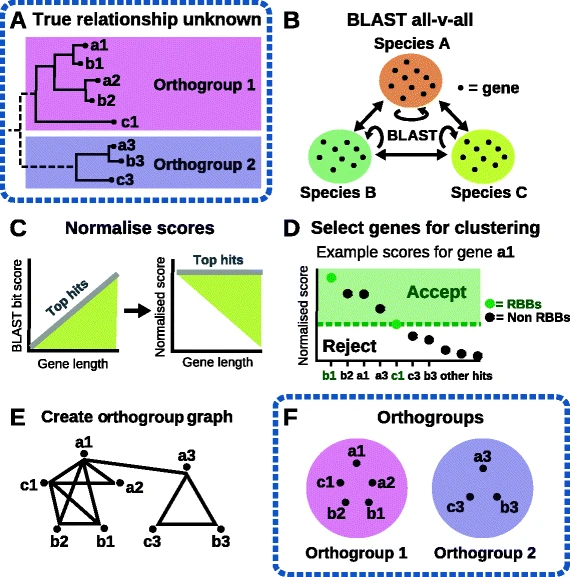 A True relationship unknown
a1
b1
a2
b2
c1
Orthogroup 1
a3
b3
c3
Orthogroup 2
B BLAST all-v-all
Species A
= gene
BLAST
Species B
Species C
C Normalise scores
BLAST bit score
Top hits
Gene length
Normalised score
Top hits
Gene length
D Select genes for clustering
Example scores for gene a1
Normalised score
Accept
Reject
= RBBs
= Non RBBs
b1 b2 a1 a3 c1 c3 b3 other hits
E Create orthogroup graph
a1
a3
c1
a2
b2
b1
c3
b3
F Orthogroups
a1
c1
a2
b2
b1
Orthogroup 1
a3
c3
b3
Orthogroup 2